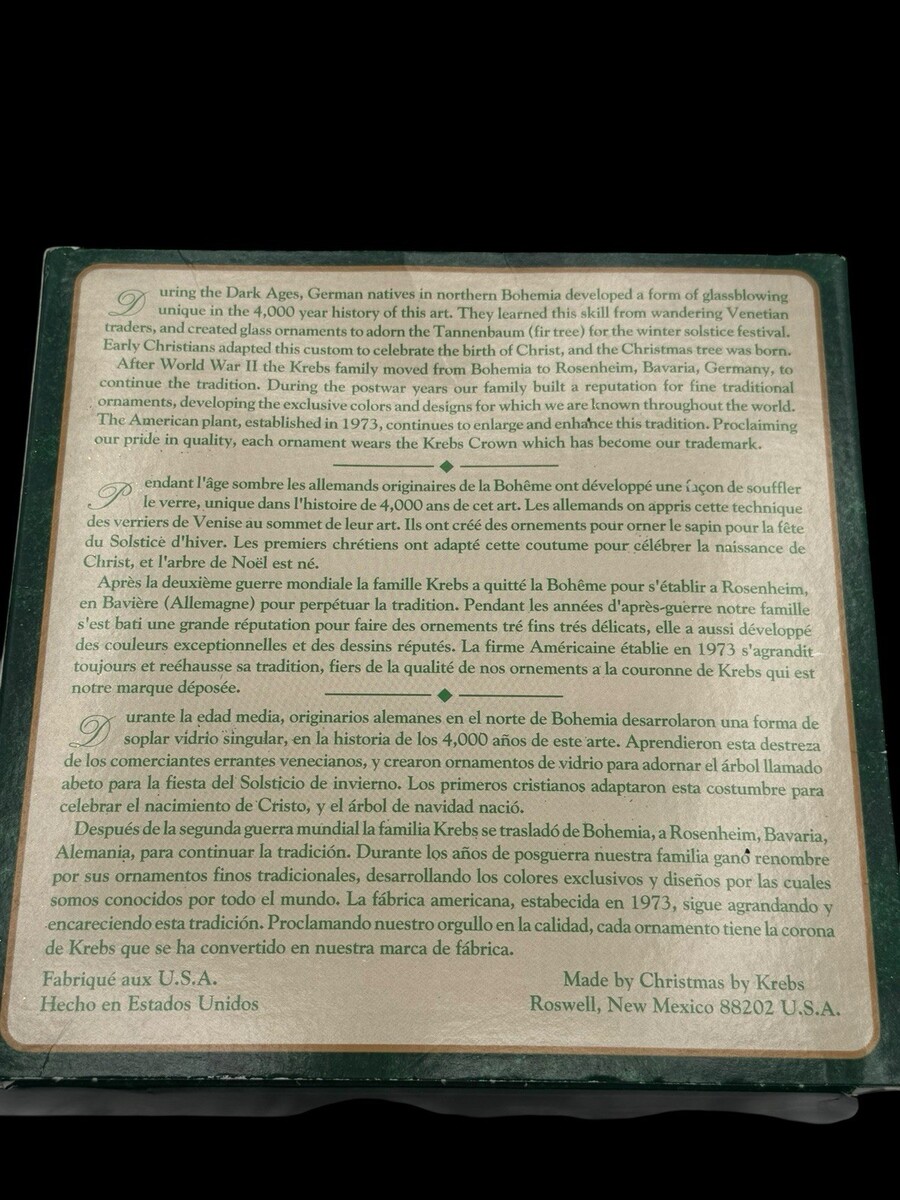 During the Dark Ages, German natives in northern Bohemia developed a form of glassblowing
unique in the 4,000 year history of this art. They learned this skill from wandering Venetian
traders, and created glass ornaments to adorn the Tannenbaum (fir tree) for the winter solstice festival.
Early Christians adapted this custom to celebrate the birth of Christ, and the Christmas tree was born.
After World War II the Krebs family moved from Bohemia to Rosenheim, Bavaria, Germany, to
continue the tradition. During the postwar years our family built a reputation for fine traditional
ornaments, developing the exclusive colors and designs for which we are known throughout the world.
The American plant, established in 1973, continues to enlarge and enhance this tradition. Proclaiming
our pride in quality, each ornament wears the Krebs Crown which has become our trademark.
Pendant l'âge sombre les allemands originaires de la Bohême ont développé une façon de souffler
le verre, unique dans l'histoire de 4,000 ans de cet art. Les allemands on appris cette technique
des verriers de Venise au sommet de leur art. Ils ont créé des ornements pour orner le sapin pour la fête
du Solstice d'hiver. Les premiers chrétiens ont adapté cette coutume pour célébrer la naissance de
Christ, et l'arbre de Noël est né.
Après la deuxième guerre mondiale la famille Krebs a quitté la Bohême pour s'établir a Rosenheim,
en Bavière (Allemagne) pour perpétuar la tradition. Pendant les années d'après-guerre notre famille
s'est bati une grande réputation pour faire des ornements tré fins trés délicats, elle a aussi développé
des couleurs exceptionnelles et des dessins réputés. La firme Américaine établie en 1973 s'agrandit
toujours et reéhausse sa tradition, fiers de la qualité de nos ornements a la couronne de Krebs qui est
notre marque déposée.
Durante la edad media, originarios alemanes en el norte de Bohemia desarrolaron una forma de
soplar vidrio singular, en la historia de los 4,000 años de este arte. Aprendieron esta destreza
de los comerciantes errantes venecianos, y crearon ornamentos de vidrio para adornar el árbol llamado
abeto para la fiesta del Solsticio de invierno. Los primeros cristianos adaptaron esta costumbre para
celebrar el nacimiento de Cristo, y el árbol de navidad nació.
Después de la segunda guerra mundial la familia Krebs se trasladó de Bohemia, a Rosenheim, Bavaria,
Alemania, para continuar la tradición. Durante los años de posguerra nuestra familia ganó renombre
por sus ornamentos finos tradicionales, desarrollando los colores exclusivos y diseños por las cuales
somos conocidos por todo el mundo. La fábrica americana, estabecida en 1973, sigue agrandando y
encareciendo esta tradición. Proclamando nuestro orgullo en la calidad, cada ornamento tiene la corona
de Krebs que se ha convertido en nuestra marca de fábrica.
Fabriqué aux U.S.A.
Hecho en Estados Unidos
Made by Christmas by Krebs
Roswell, New Mexico 88202 U.S.A.